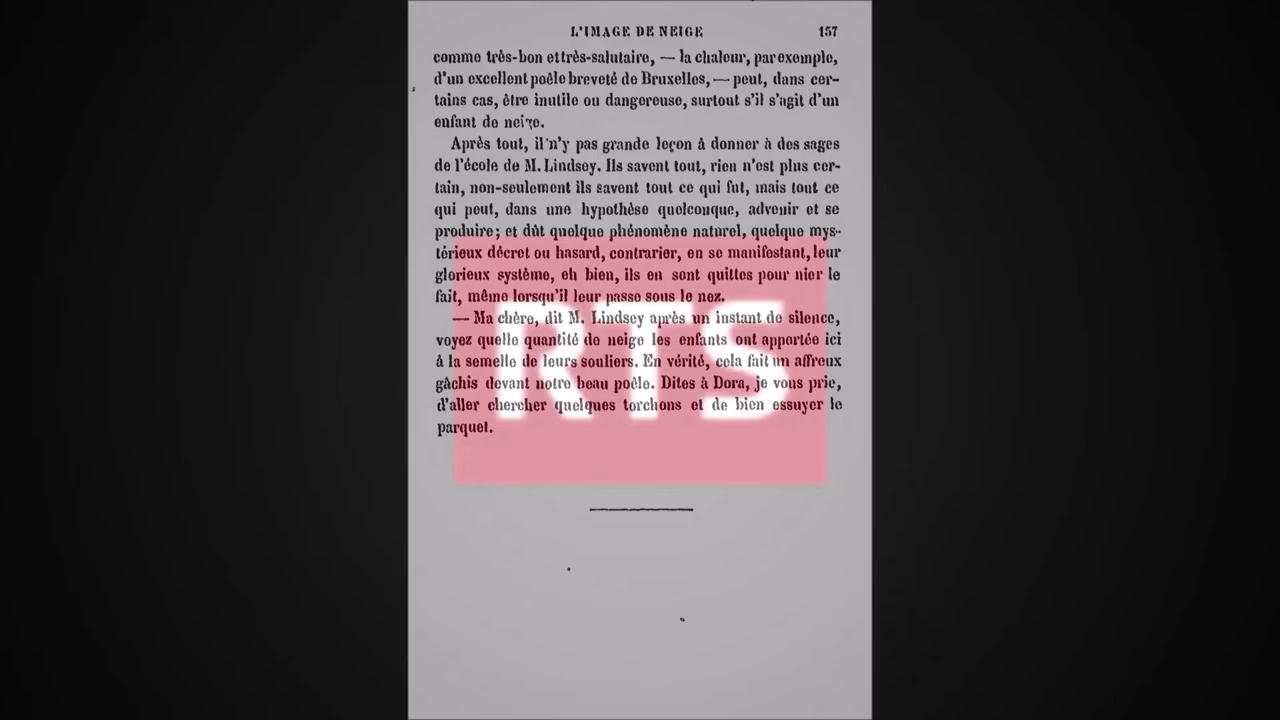 L'IMAGE DE NEIGE 157
comme très-bon et très-salutaire, — la chaleur, par exemple,
d'un excellent poêle breveté de Bruxelles, — peut, dans cer-
tains cas, être inutile ou dangereuse, surtout s'il s'agit d'un
enfant de neige.
Après tout, il n'y pas grande leçon à donner à des sages
de l'école de M. Lindsey. Ils savent tout, rien n'est plus cer-
tain, non-seulement ils savent tout ce qui fut, mais tout ce
qui peut, dans une hypothèse quelconque, advenir et se
produire; et dût quelque phénomène naturel, quelque mys-
térieux décret ou hasard, contrarier, en se manifestant, leur
glorieux système, eh bien, ils en sont quittes pour nier le
fait, même lorsqu'il leur passe sous le nez.
— Ma chère, dit M. Lindsey après un instant de silence,
voyez quelle quantité de neige les enfants ont apportée ici
à la semelle de leurs souliers. En vérité, cela fait un affreux
gâchis devant notre beau poêle. Dites à Dora, je vous prie,
d'aller chercher quelques torchons et de bien essuyer le
parquet.
RTS